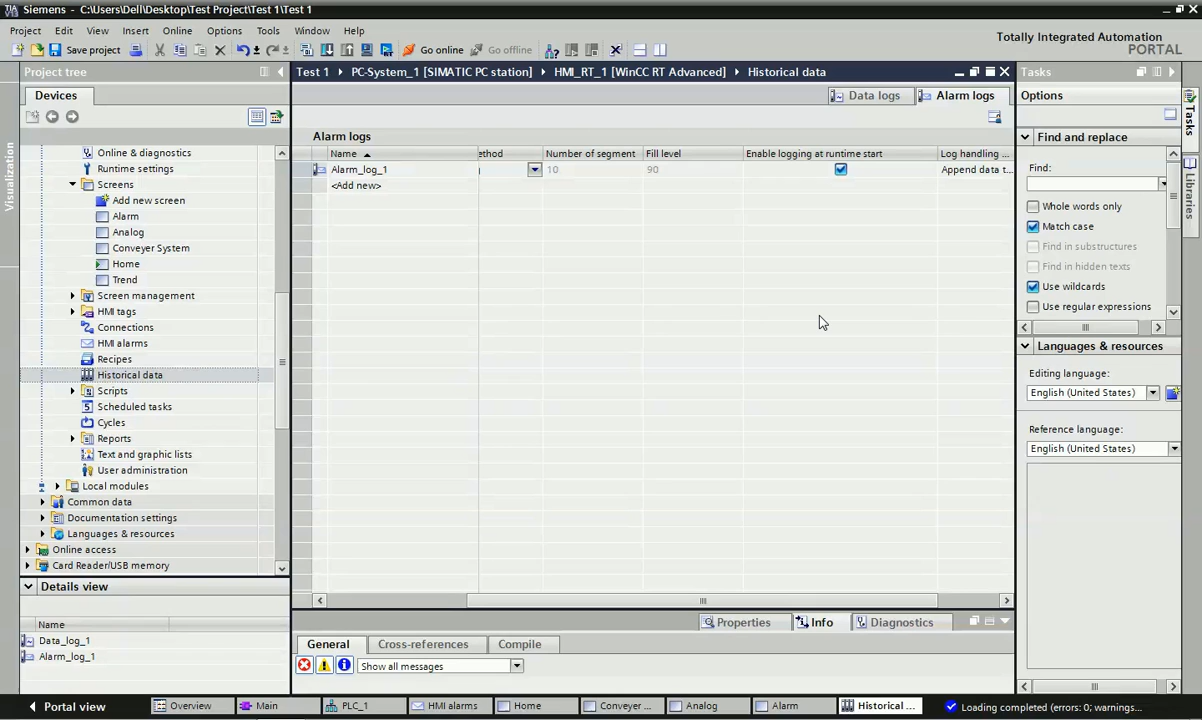 Siemens - C:\Users\Dell\Desktop\Test Project\Test 1\Test 1
Project Edit View Insert Online Options Tools Window Help
Totally Integrated Automation
PORTAL
Save project
Go online
Go offline
Project tree
Test 1 PC-System_1 [SIMATIC PC station] HMI_RT_1 [WinCC RT Advanced] Historical data
Tasks
Devices
Data logs
Alarm logs
Options
Visualization
Tasks
Libraries
Online & diagnostics
Runtime settings
Screens
Add new screen
Alarm
Analog
Conveyer System
Home
Trend
Screen management
HMI tags
Connections
HMI alarms
Recipes
Historical data
Scripts
Scheduled tasks
Cycles
Reports
Text and graphic lists
User administration
Local modules
Common data
Documentation settings
Languages & resources
Online access
Card Reader/USB memory
Alarm logs
Name ethod Number of segment Fill level Enable logging at runtime start Log handling ...
Alarm_log_1 10 90 Append data t...
<Add new>
Find and replace
Find:
Whole words only
Match case
Find in substructures
Find in hidden texts
Use wildcards
Use regular expressions
Languages & resources
Editing language:
English (United States)
Reference language:
English (United States)
Details view
Name
Data_log_1
Alarm_log_1
Properties
Info
Diagnostics
General
Cross-references
Compile
Show all messages
Portal view
Overview
Main
PLC_1
HMI alarms
Home
Conveyer ...
Analog
Alarm
Historical ...
Loading completed (errors: 0; warnings...